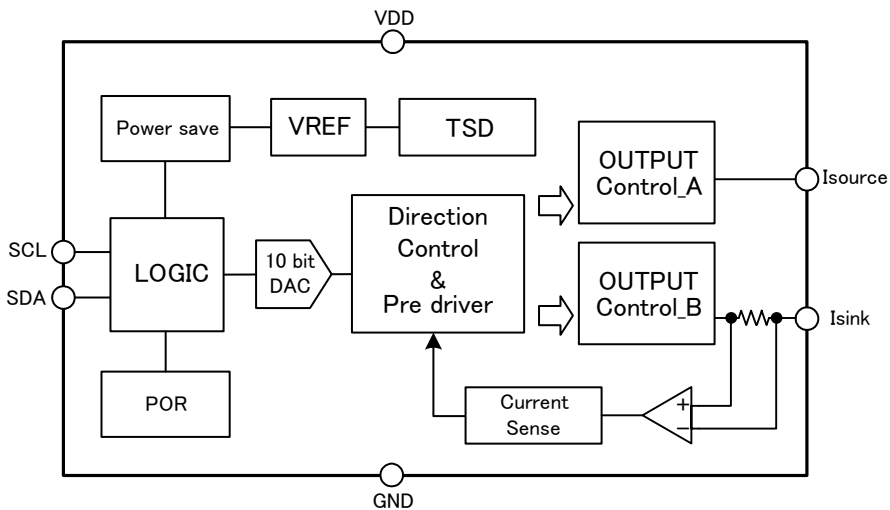 VDD
Power save
VREF
TSD
OUTPUT
Control_A
Isource
Direction
Control
&
Pre driver
SCL
SDA
LOGIC
10 bit
DAC
OUTPUT
Control_B
Isink
POR
Current
Sense
+
−
GND